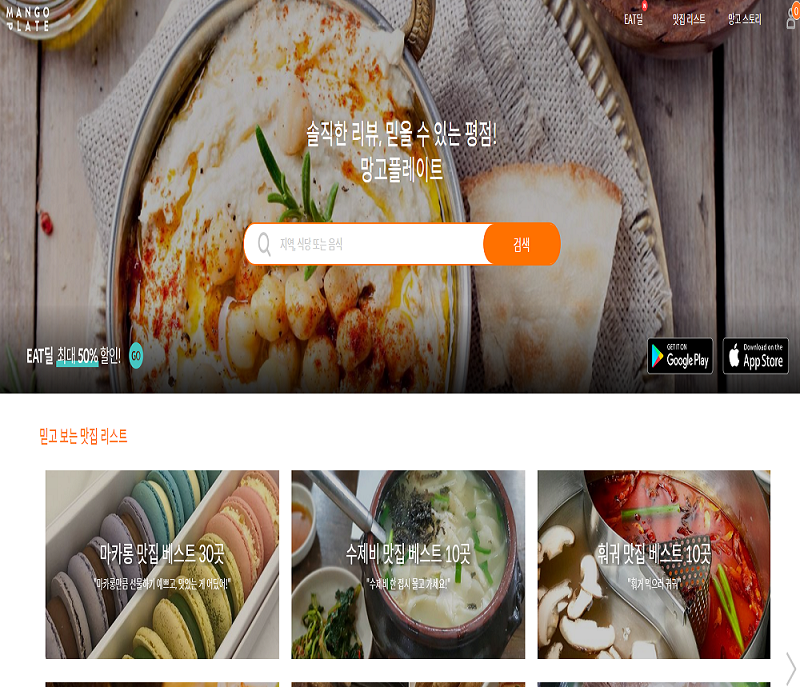 MANGO
PLATE
EAT딜
맛집 리스트
망고 스토리
0
솔직한 리뷰, 믿을 수 있는 평점!
망고플레이트
지역, 식당 또는 음식
검색
EAT딜 최대 50% 할인! GO
GET IT ON
Google Play
Download on the
App Store
믿고 보는 맛집 리스트
마카롱 맛집 베스트 30곳
"마카롱만큼 선물하기 예쁘고, 맛있는 게 어딨어!"
수제비 맛집 베스트 10곳
"수제비 한 접시 물고 가세요!"
훠궈 맛집 베스트 10곳
"훠거 먹으러 귀귀"